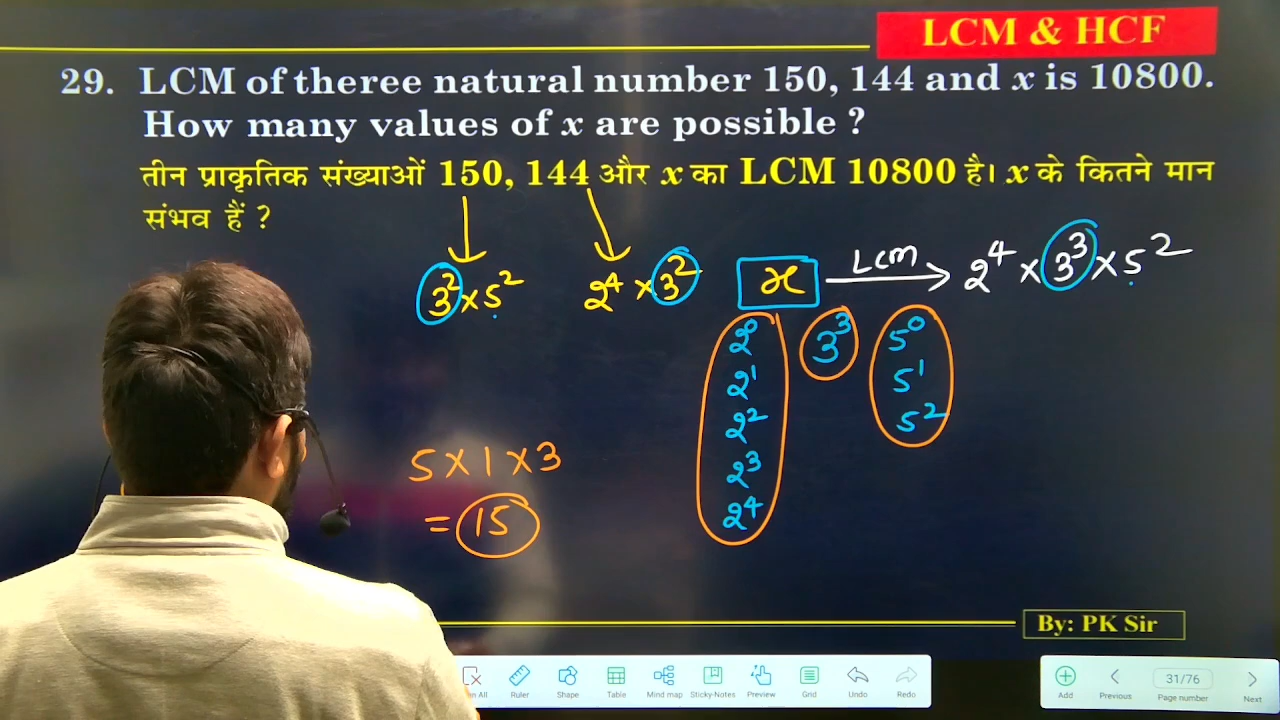 LCM & HCF
29. LCM of theree natural number 150, 144 and x is 10800.
How many values of x are possible ?
तीन प्राकृतिक संख्याओं 150, 144 और x का LCM 10800 है। x के कितने मान
संभव हैं ?
3² × 5² 2⁴ × 3² x LCM → 2⁴ × 3³ × 5²
2⁰ 3³ 5⁰
2¹ 5¹
2² 5²
2³
2⁴
5 × 1 × 3
= 15
By: PK Sir
Ruler Shape Table Mind map Sticky-Notes Preview Grid Undo Redo
31/76
Add Previous Page number Next